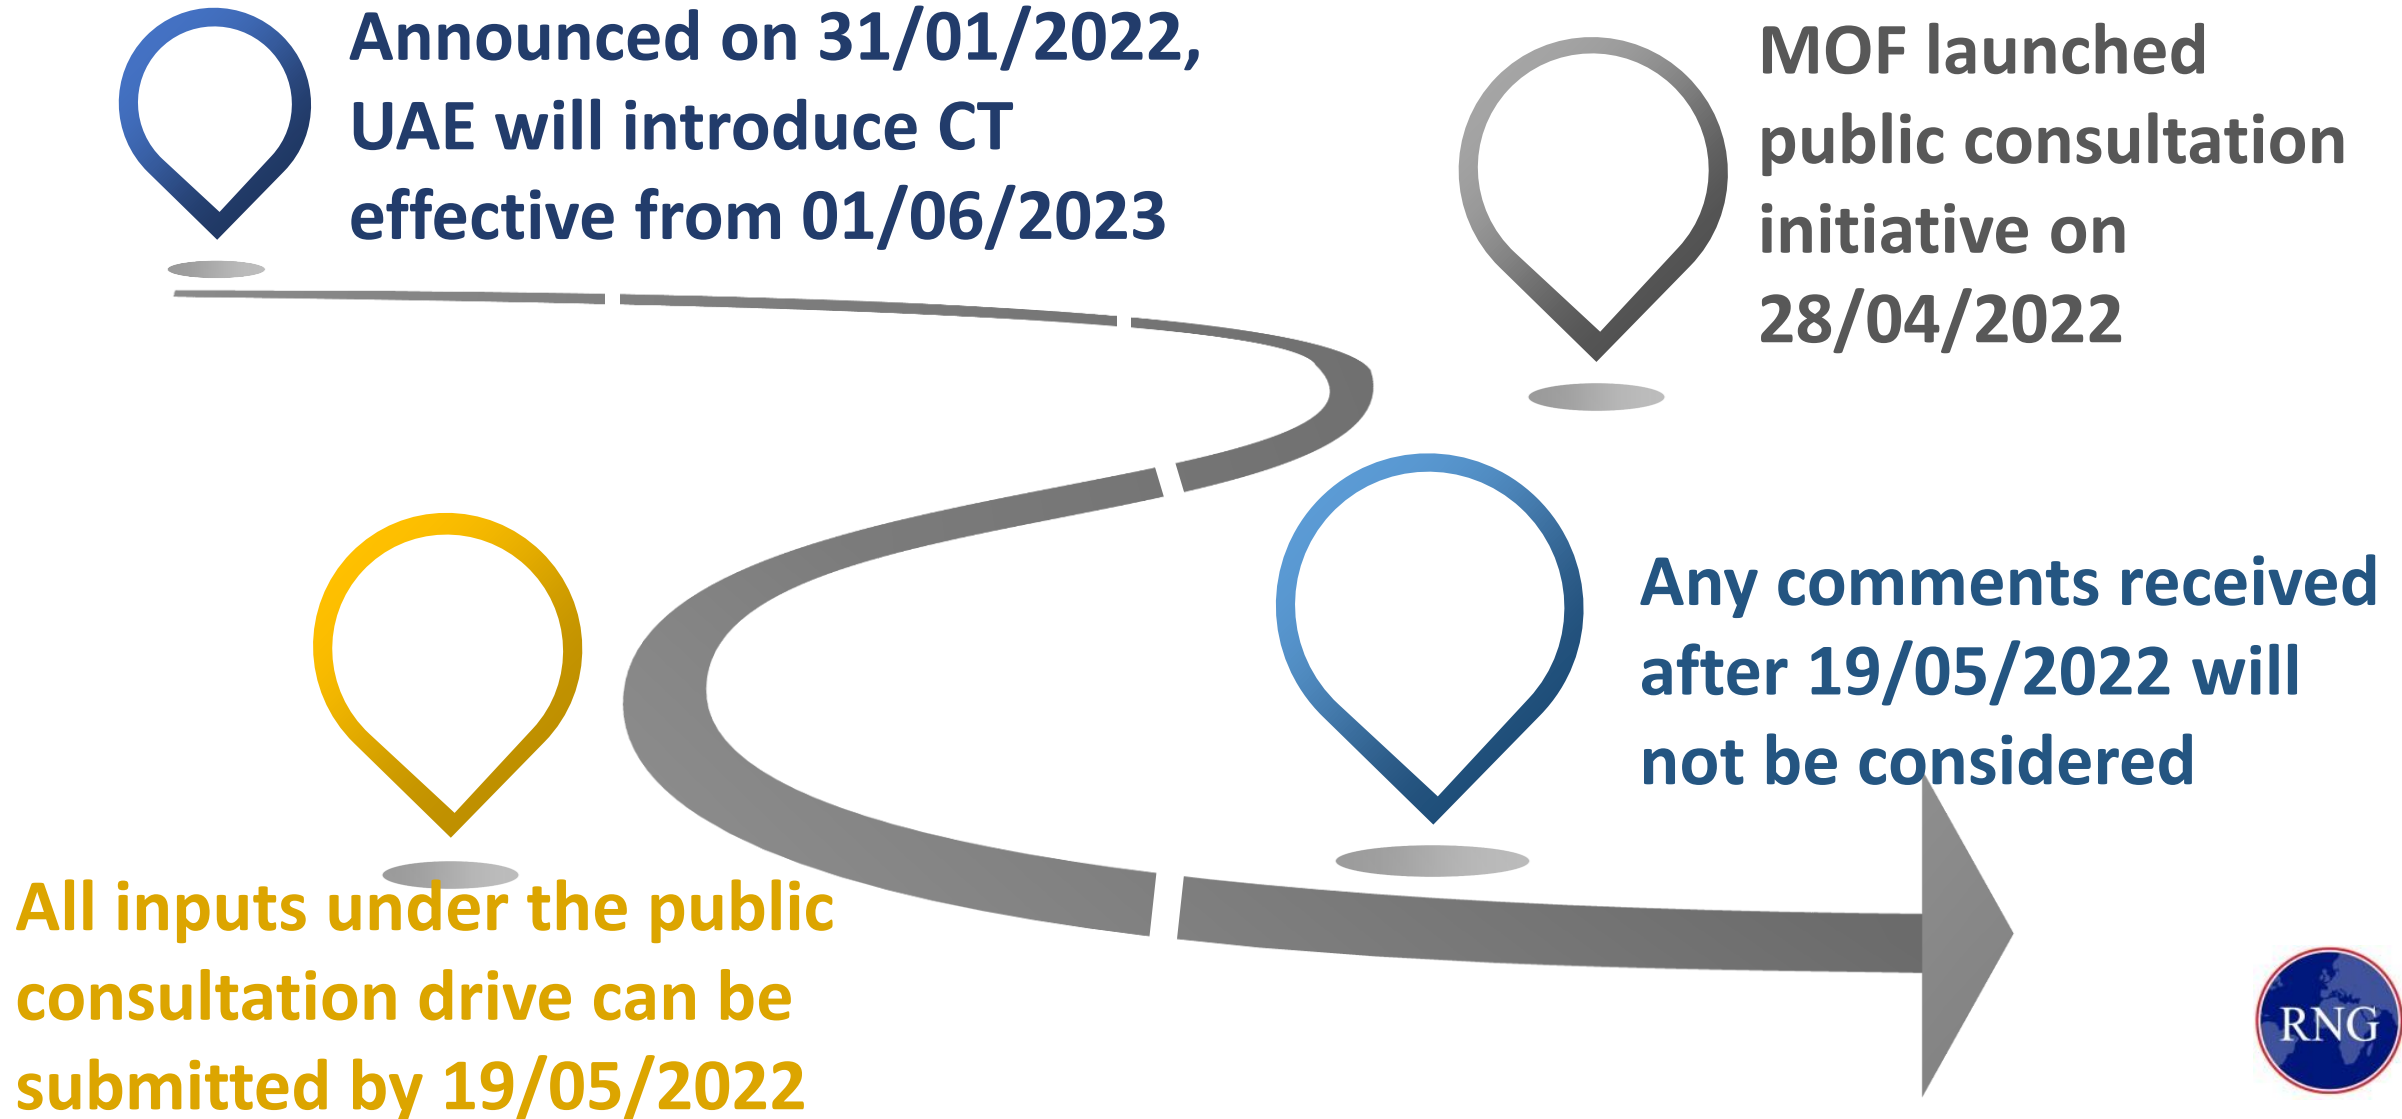 Announced on 31/01/2022,
UAE will introduce CT
effective from 01/06/2023
MOF launched
public consultation
initiative on
28/04/2022
All inputs under the public
consultation drive can be
submitted by 19/05/2022
Any comments received
after 19/05/2022 will
not be considered
RNG